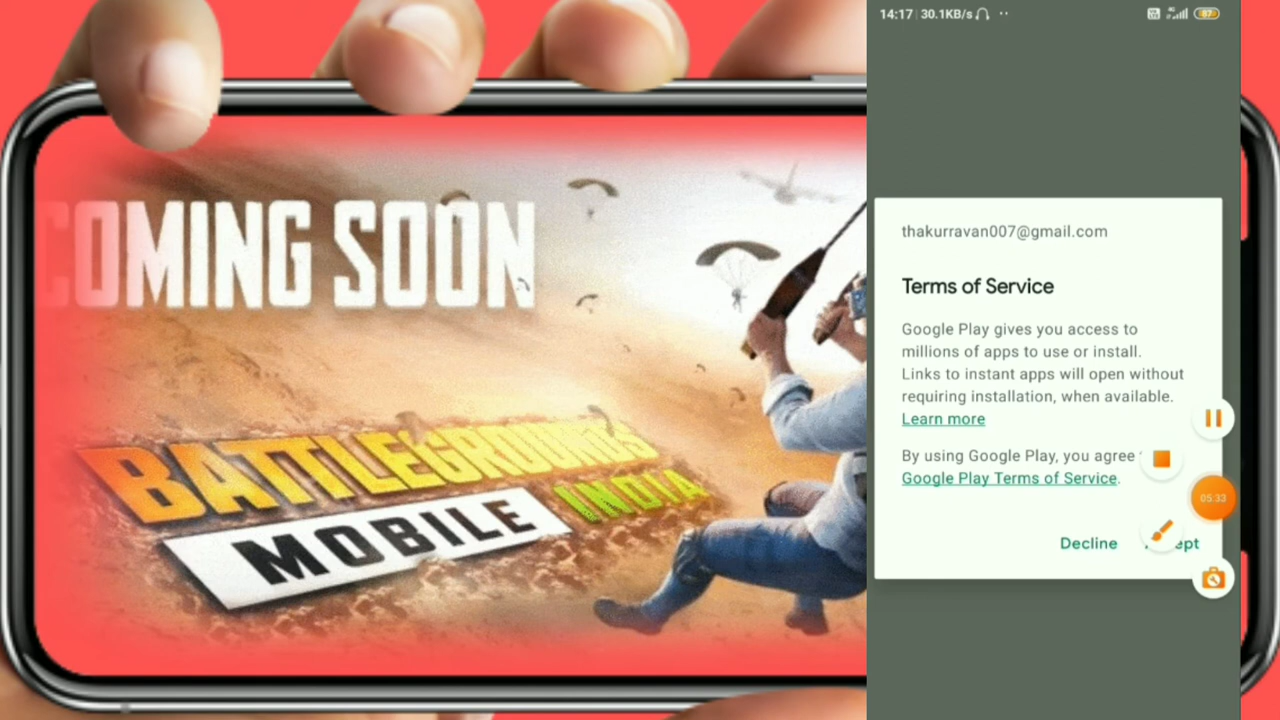 COMING SOON
BATTLEGROUNDS
MOBILE INDIA
14:17 30.1KB/s
87
thakurravan007@gmail.com
Terms of Service
Google Play gives you access to
millions of apps to use or install.
Links to instant apps will open without
requiring installation, when available.
Learn more
By using Google Play, you agree
Google Play Terms of Service.
05:33
Decline